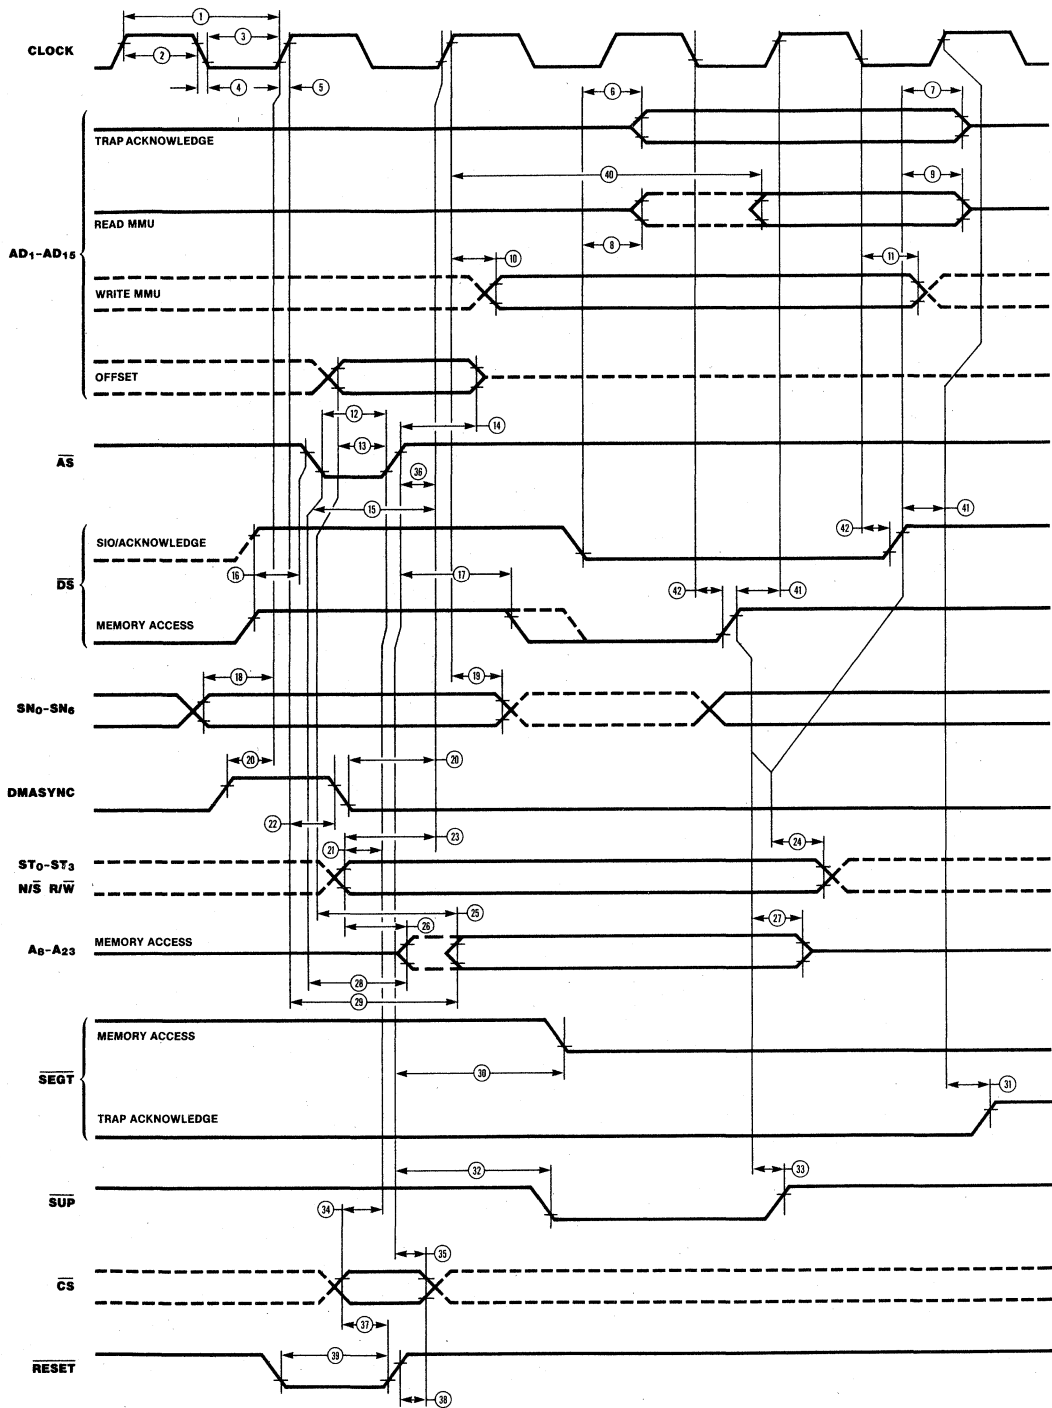 1
CLOCK
3
2
4
5
6
7
TRAP ACKNOWLEDGE
40
9
READ MMU
AD1–AD15
8
10
11
WRITE MMU
OFFSET
12
14
13
AS
36
15
41
SIO/ACKNOWLEDGE
42
DS
16
17
42
41
MEMORY ACCESS
18
19
SN0–SN6
20
20
DMASYNC
22
23
21
24
ST0–ST3
N/S R/W
25
26
27
A8–A23
MEMORY ACCESS
28
29
MEMORY ACCESS
SEGT
30
31
TRAP ACKNOWLEDGE
32
33
SUP
34
35
CS
37
39
RESET
38